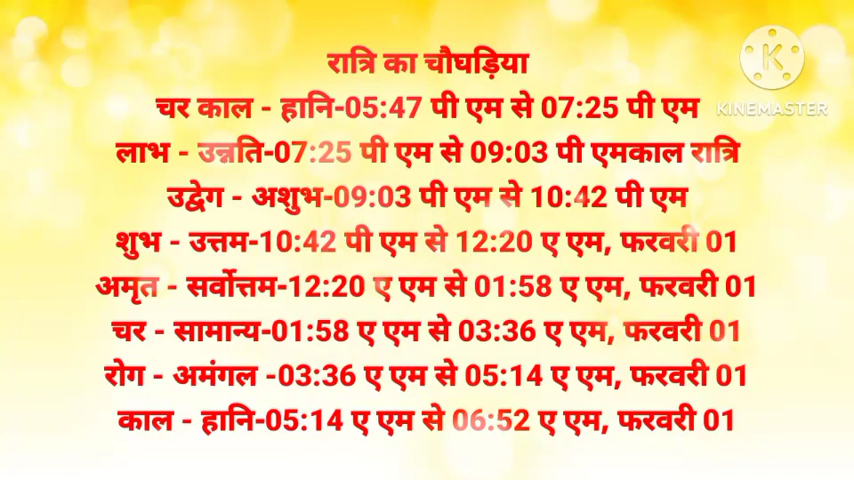 रात्रि का चौघड़िया
KINEMASTER
चर काल - हानि-05:47 पी एम से 07:25 पी एम
लाभ - उन्नति-07:25 पी एम से 09:03 पी एमकाल रात्रि
उद्वेग - अशुभ-09:03 पी एम से 10:42 पी एम
शुभ - उत्तम-10:42 पी एम से 12:20 ए एम, फरवरी 01
अमृत - सर्वोत्तम-12:20 ए एम से 01:58 ए एम, फरवरी 01
चर - सामान्य-01:58 ए एम से 03:36 ए एम, फरवरी 01
रोग - अमंगल -03:36 ए एम से 05:14 ए एम, फरवरी 01
काल - हानि-05:14 ए एम से 06:52 ए एम, फरवरी 01